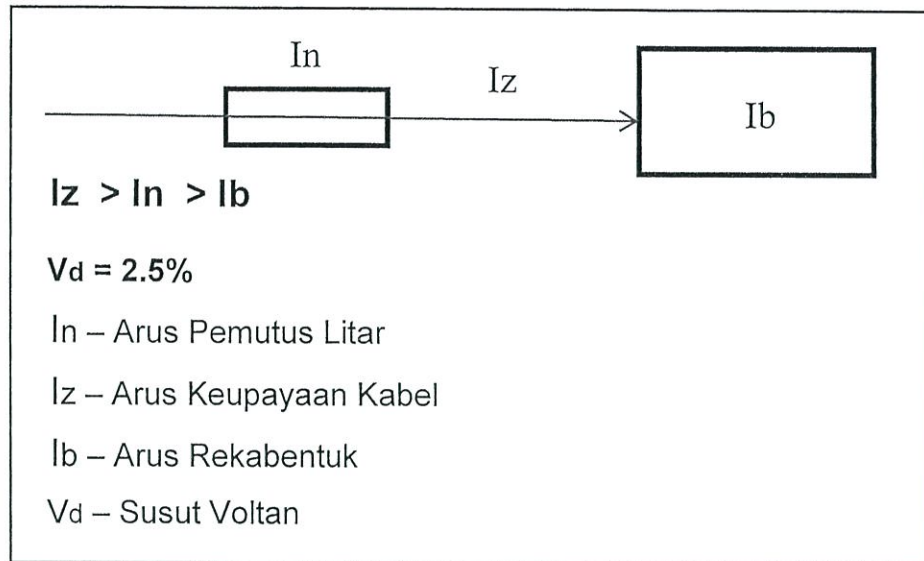 In
Iz
Ib
Iz > In > Ib
Vd = 2.5%
In – Arus Pemutus Litar
Iz – Arus Keupayaan Kabel
Ib – Arus Rekabentuk
Vd – Susut Voltan